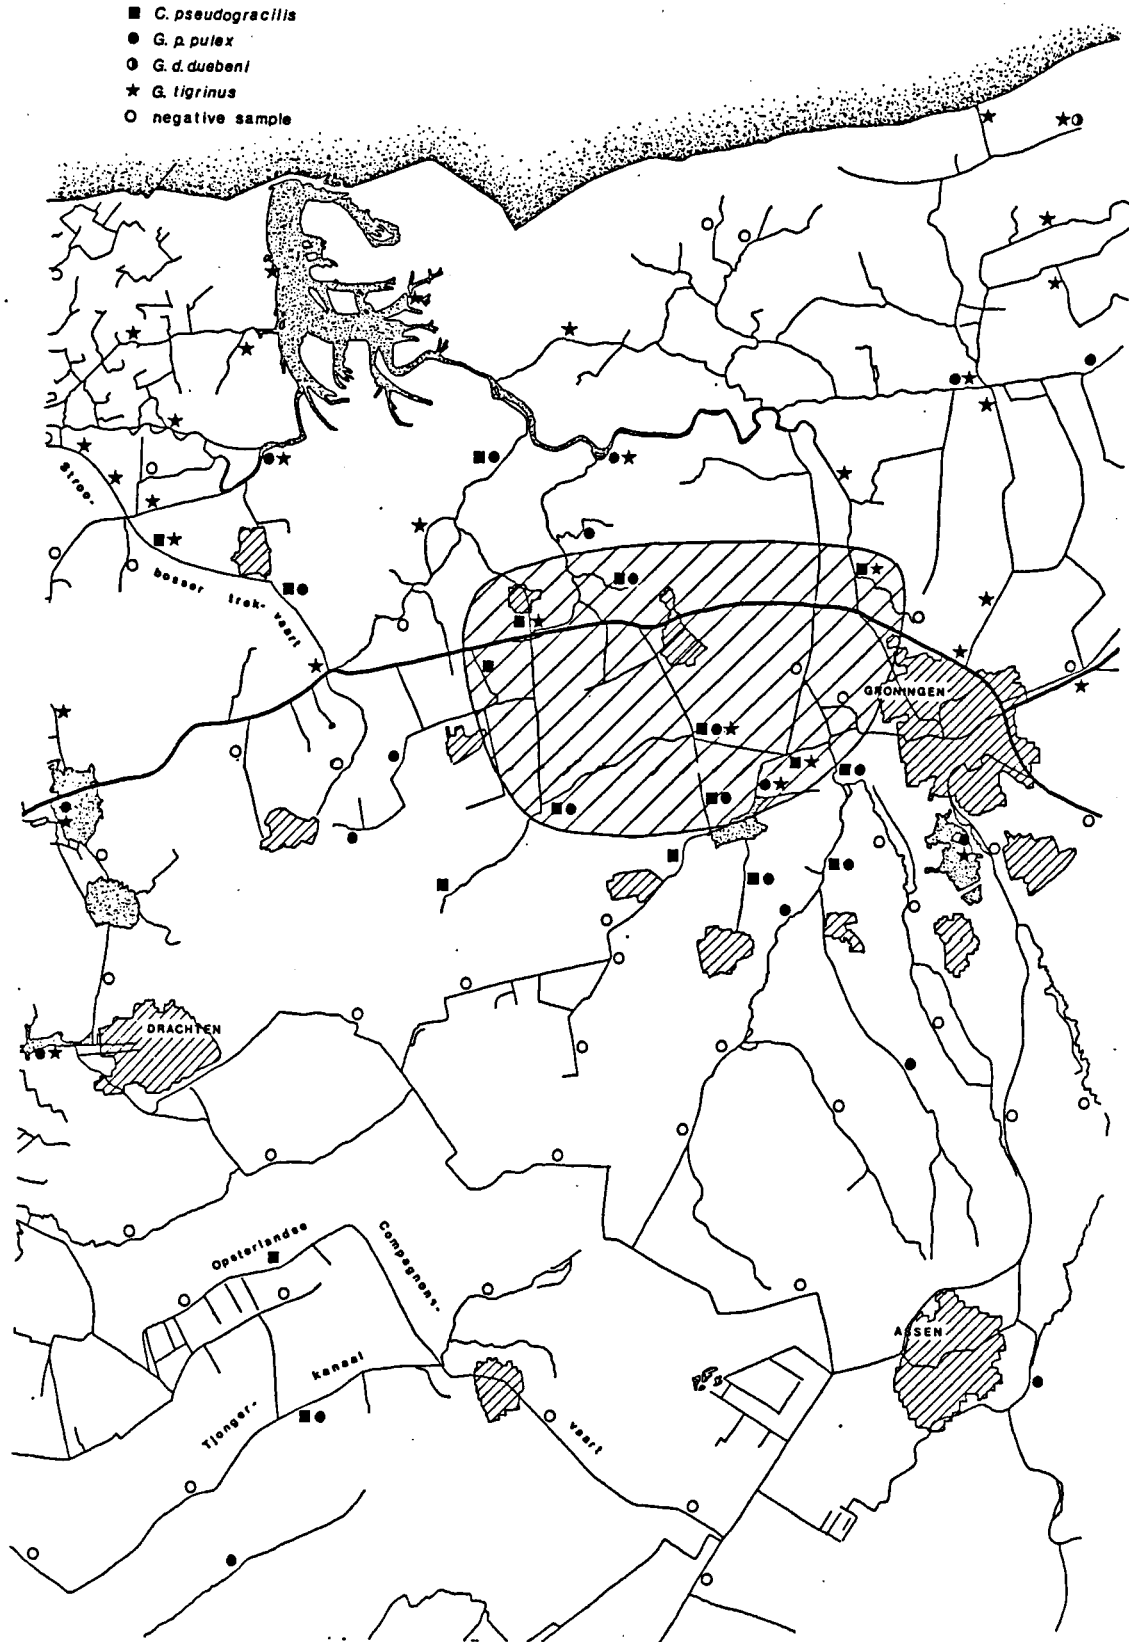 C. pseudogracilis
G. p. pulex
G. d. duebeni
G. tigrinus
negative sample
Stroo-
bosser trek-
vaart
GRONINGEN
DRACHTEN
Opsterlandse
Compagnons-
ASSEN
Tjonger-
kanaal
vaart